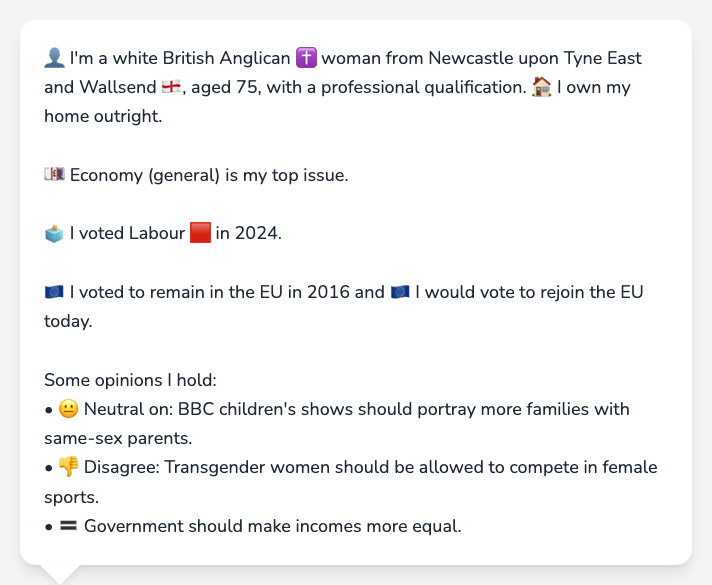 👤 I'm a white British Anglican ✝️ woman from Newcastle upon Tyne East
and Wallsend 🏴󠁧󠁢󠁥󠁮󠁧󠁿, aged 75, with a professional qualification. 🏠 I own my
home outright.
💷 Economy (general) is my top issue.
🗳️ I voted Labour 🟥 in 2024.
🇪🇺 I voted to remain in the EU in 2016 and 🇪🇺 I would vote to rejoin the EU
today.
Some opinions I hold:
• 😐 Neutral on: BBC children's shows should portray more families with
same-sex parents.
• 👎 Disagree: Transgender women should be allowed to compete in female
sports.
• 🟰 Government should make incomes more equal.